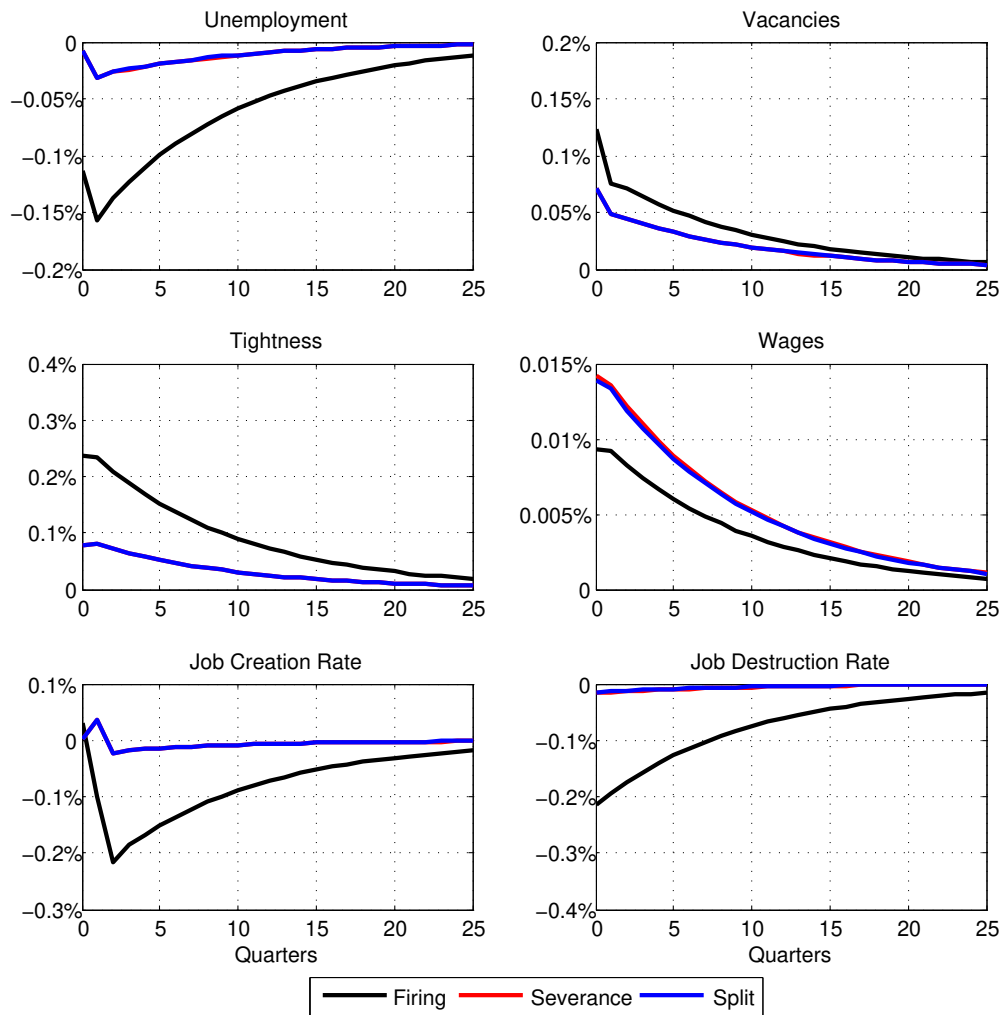 Unemployment
0
−0.05%
−0.1%
−0.15%
−0.2%
0 5 10 15 20 25
Vacancies
0.2%
0.15%
0.1%
0.05%
0
0 5 10 15 20 25
Tightness
0.4%
0.3%
0.2%
0.1%
0
0 5 10 15 20 25
Wages
0.015%
0.01%
0.005%
0
0 5 10 15 20 25
Job Creation Rate
0.1%
0
−0.1%
−0.2%
−0.3%
0 5 10 15 20 25
Quarters
Job Destruction Rate
0
−0.1%
−0.2%
−0.3%
−0.4%
0 5 10 15 20 25
Quarters
Firing Severance Split